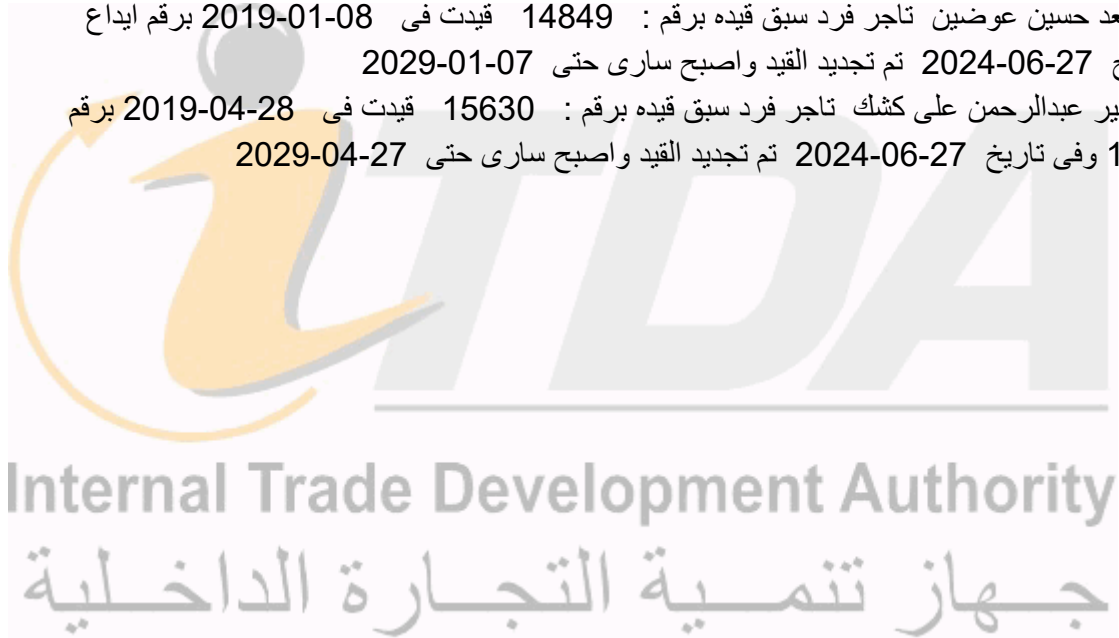 حسين عوضين تاجر فرد سبق قيده برقم : 14849 قيدت فى 08-01-2019 برقم ايداع
27-06-2024 تم تجديد القيد واصبح سارى حتى 07-01-2029
عبدالرحمن على كشك تاجر فرد سبق قيده برقم : 15630 قيدت فى 28-04-2019 برقم
وفى تاريخ 27-06-2024 تم تجديد القيد واصبح سارى حتى 27-04-2029
iTDA
Internal Trade Development Authority
جهاز تنمية التجارة الداخلية